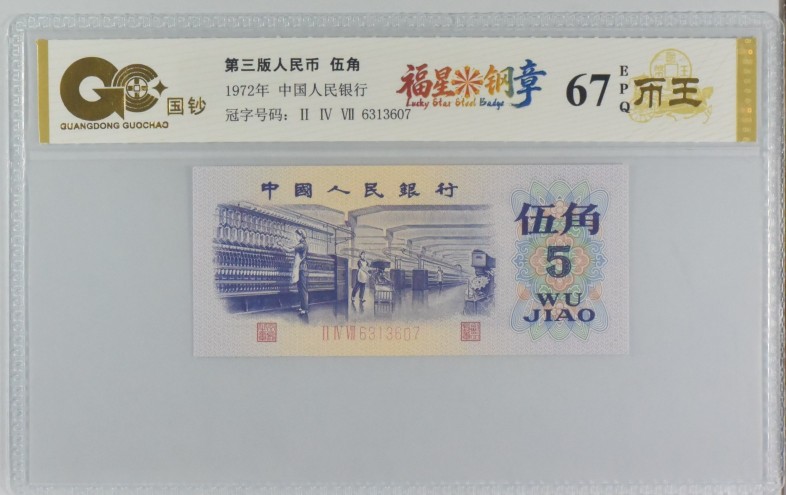 国钞
QUANGDONG GUOCHAO
第三版人民币 伍角
1972年 中国人民银行
冠字号码： II IV VII 6313607
福星钢章
Lucky Star Steel Badge
67
EPQ
币王
中國人民銀行
伍角
5
WU
JIAO
II IV VII 6313607